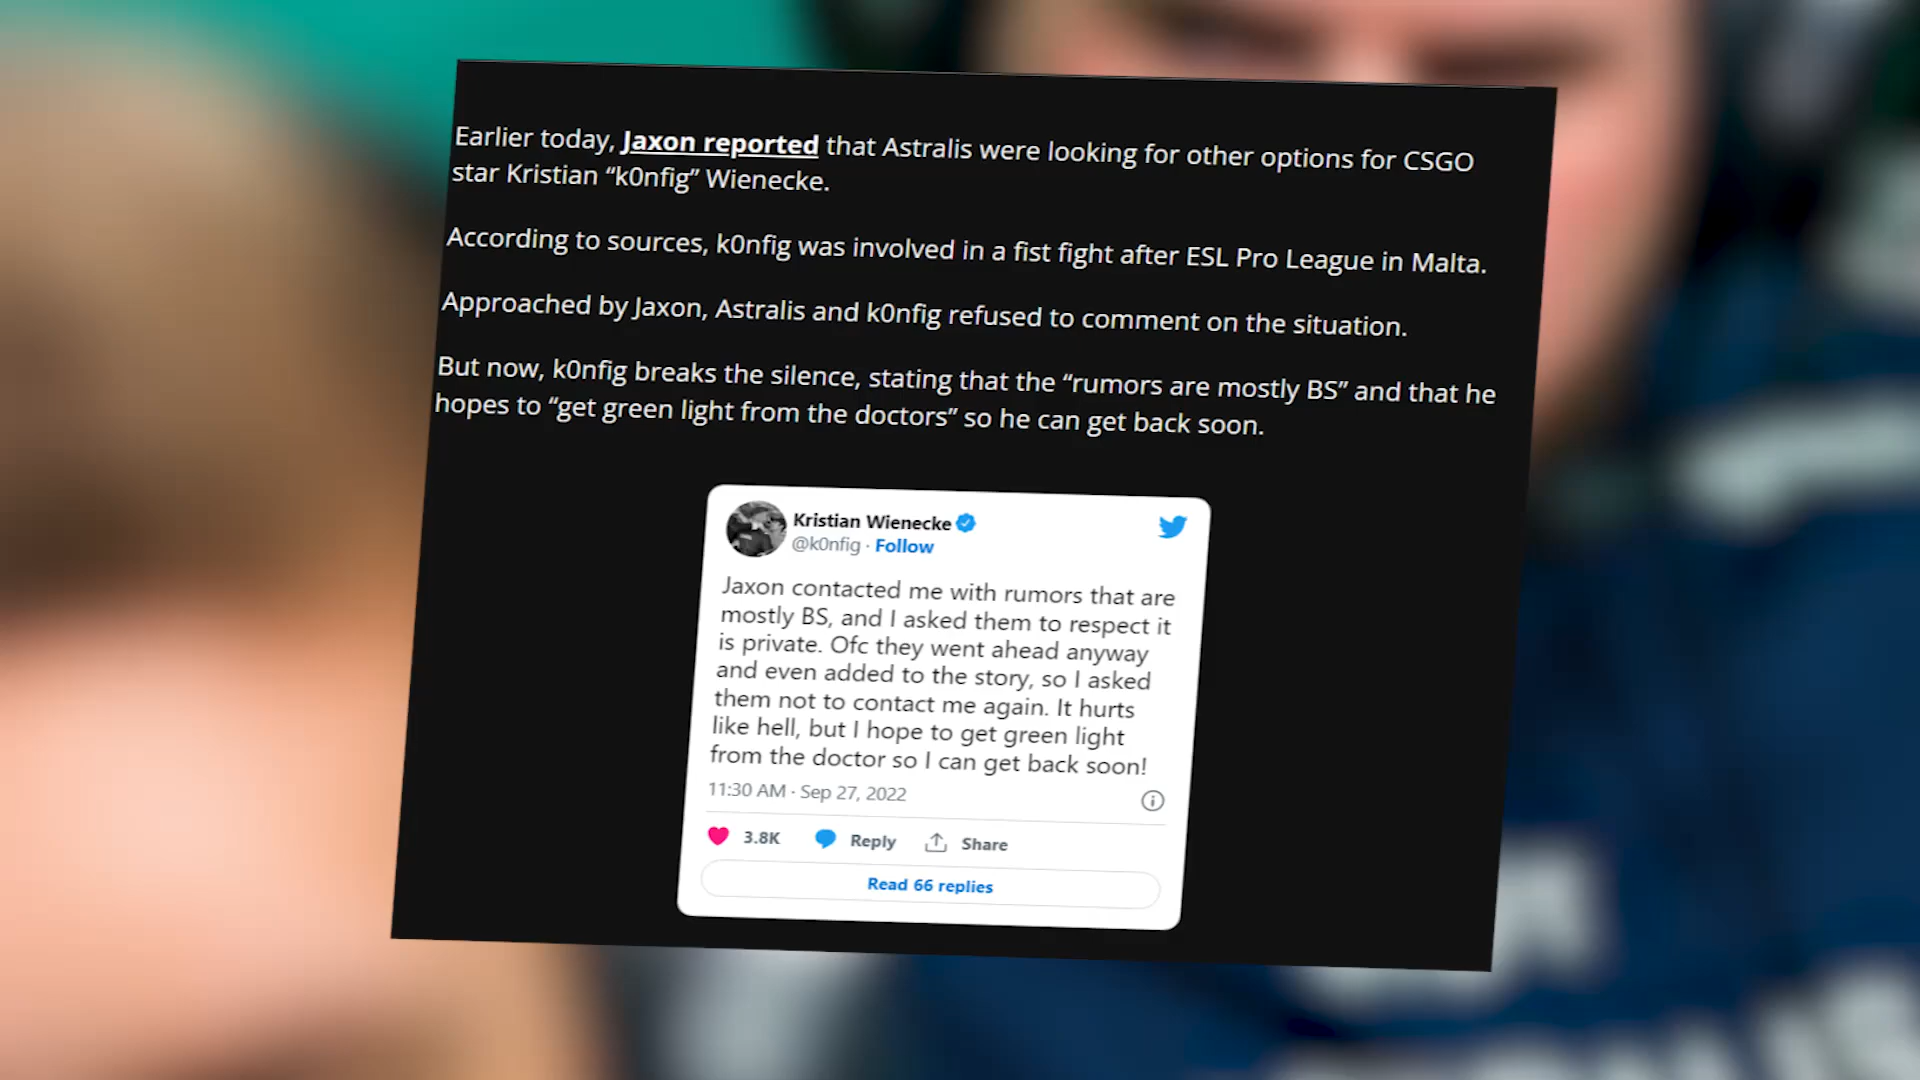 Earlier today, Jaxon reported that Astralis were looking for other options for CSGO
star Kristian “k0nfig” Wienecke.
According to sources, k0nfig was involved in a fist fight after ESL Pro League in Malta.
Approached by Jaxon, Astralis and k0nfig refused to comment on the situation.
But now, k0nfig breaks the silence, stating that the “rumors are mostly BS” and that he
hopes to “get green light from the doctors” so he can get back soon.
Kristian Wienecke
@k0nfig · Follow
Jaxon contacted me with rumors that are
mostly BS, and I asked them to respect it
is private. Ofc they went ahead anyway
and even added to the story, so I asked
them not to contact me again. It hurts
like hell, but I hope to get green light
from the doctor so I can get back soon!
11:30 AM · Sep 27, 2022
3.8K Reply Share
Read 66 replies